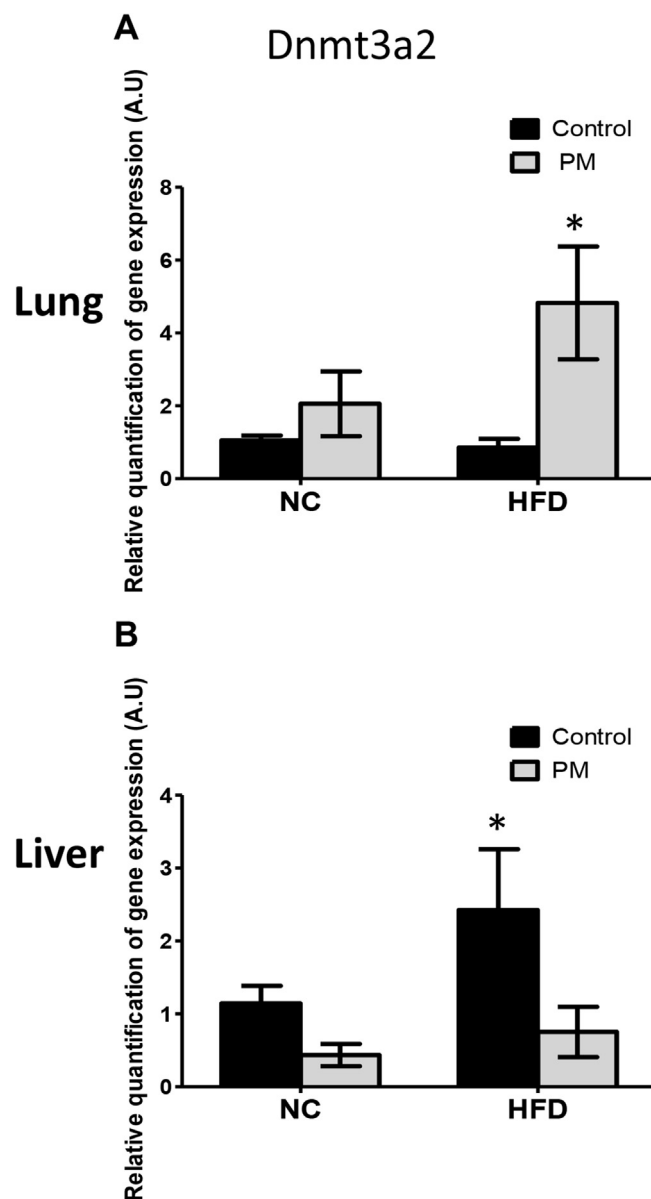 A
Dnmt3a2
Control
PM
Relative quantification of gene expression (A.U)
8
6
4
2
0
*
Lung
NC
HFD
B
Control
PM
Relative quantification of gene expression (A.U)
4
3
2
1
0
*
Liver
NC
HFD